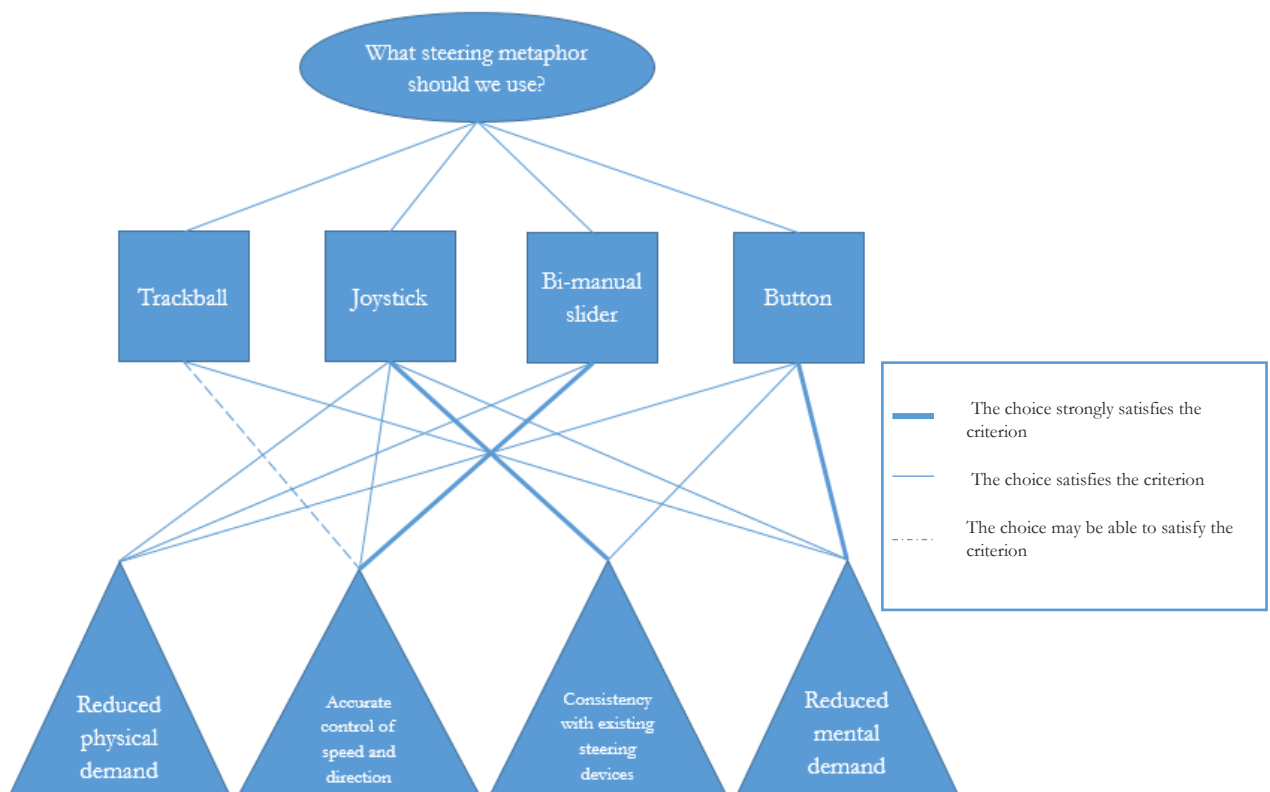 What steering metaphor
should we use?
Trackball
Joystick
Bi-manual
slider
Button
The choice strongly satisfies the
criterion
The choice satisfies the criterion
The choice may be able to satisfy the
criterion
Reduced
physical
demand
Accurate
control of
speed and
direction
Consistency
with existing
steering
devices
Reduced
mental
demand